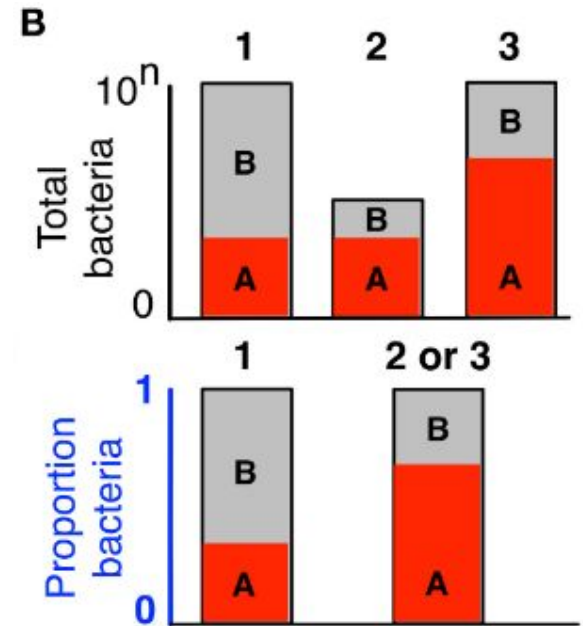 B
1 2 3
10ⁿ
Total
bacteria
B
A
B
A
B
A
0
1 2 or 3
1
Proportion
bacteria
B
A
B
A
0